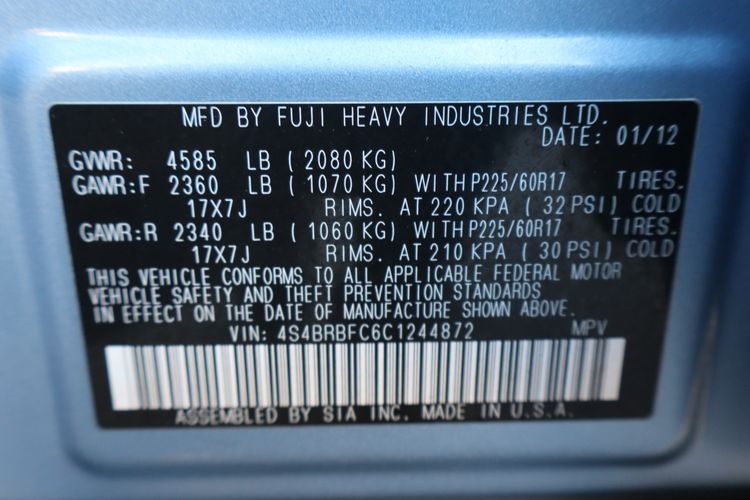 MFD BY FUJI HEAVY INDUSTRIES LTD.
DATE: 01/12
GVWR: 4585 LB (2080 KG)
GAWR:F 2360 LB (1070 KG) WITH P225/60R17 TIRES.
17X7J RIMS. AT 220 KPA (32 PSI) COLD
GAWR:R 2340 LB (1060 KG) WITH P225/60R17 TIRES.
17X7J RIMS. AT 210 KPA (30 PSI) COLD
THIS VEHICLE CONFORMS TO ALL APPLICABLE FEDERAL MOTOR
VEHICLE SAFETY AND THEFT PREVENTION STANDARDS
IN EFFECT ON THE DATE OF MANUFACTURE SHOWN ABOVE.
VIN: 4S4BRBFC6C1244872 MPV
ASSEMBLED BY SIA INC. MADE IN U.S.A.